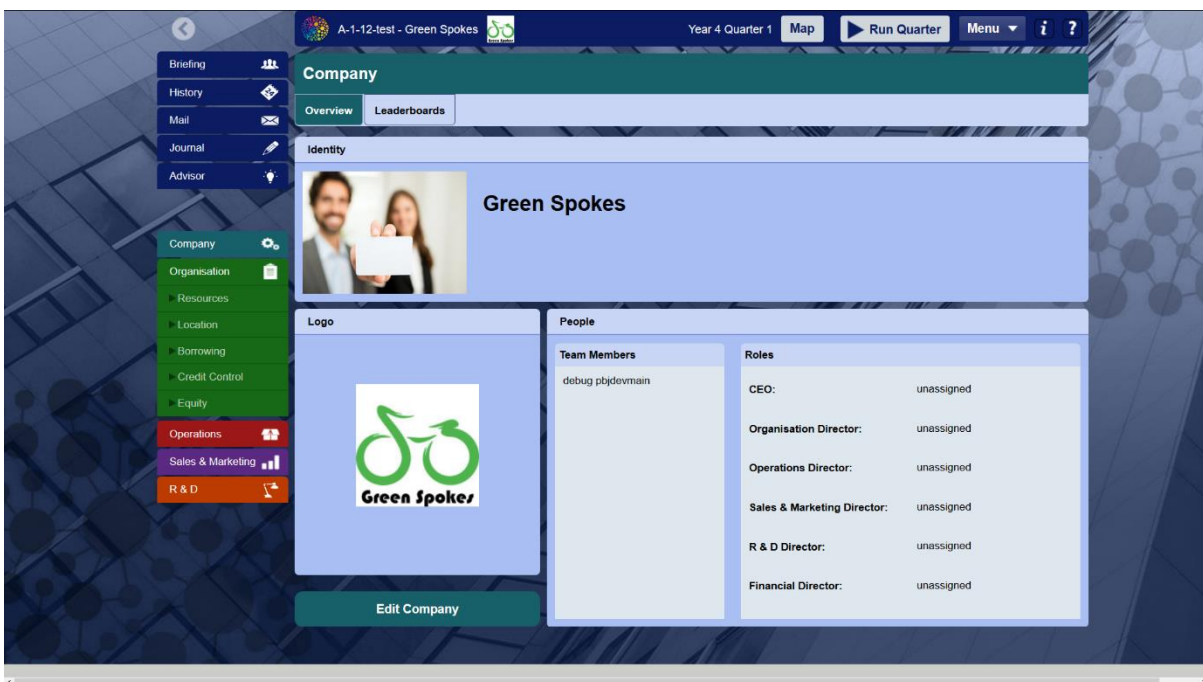 A-1-12-test - Green Spokes
Green Spokes
Year 4 Quarter 1
Map
Run Quarter
Menu
i
?
Briefing
History
Mail
Journal
Advisor
Company
Organisation
Resources
Location
Borrowing
Credit Control
Equity
Operations
Sales & Marketing
R & D
Company
Overview
Leaderboards
Identity
Green Spokes
Logo
Green Spokes
Edit Company
People
Team Members
debug pbjdevmain
Roles
CEO: unassigned
Organisation Director: unassigned
Operations Director: unassigned
Sales & Marketing Director: unassigned
R & D Director: unassigned
Financial Director: unassigned